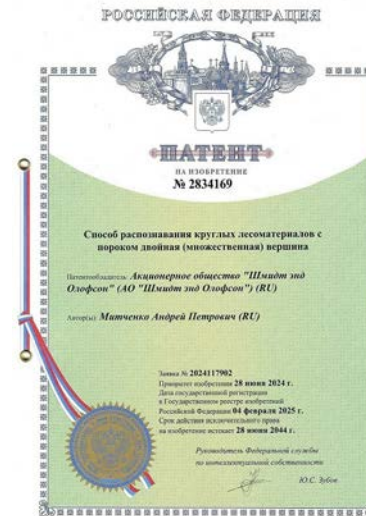 РОССИЙСКАЯ ФЕДЕРАЦИЯ
ПАТЕНТ
НА ИЗОБРЕТЕНИЕ
№ 2834169
Способ распознавания круглых лесоматериалов с
пороком двойная (множественная) вершина
Патентообладатель: Акционерное общество "Шмидт энд
Олофсон" (АО "Шмидт энд Олофсон") (RU)
Автор(ы): Митченко Андрей Петрович (RU)
Заявка № 2024117902
Приоритет изобретения 28 июня 2024 г.
Дата государственной регистрации
в Государственном реестре изобретений
Российской Федерации 04 февраля 2025 г.
Срок действия исключительного права
на изобретение истекает 28 июня 2044 г.
Руководитель Федеральной службы
по интеллектуальной собственности
Ю.С. Зубов